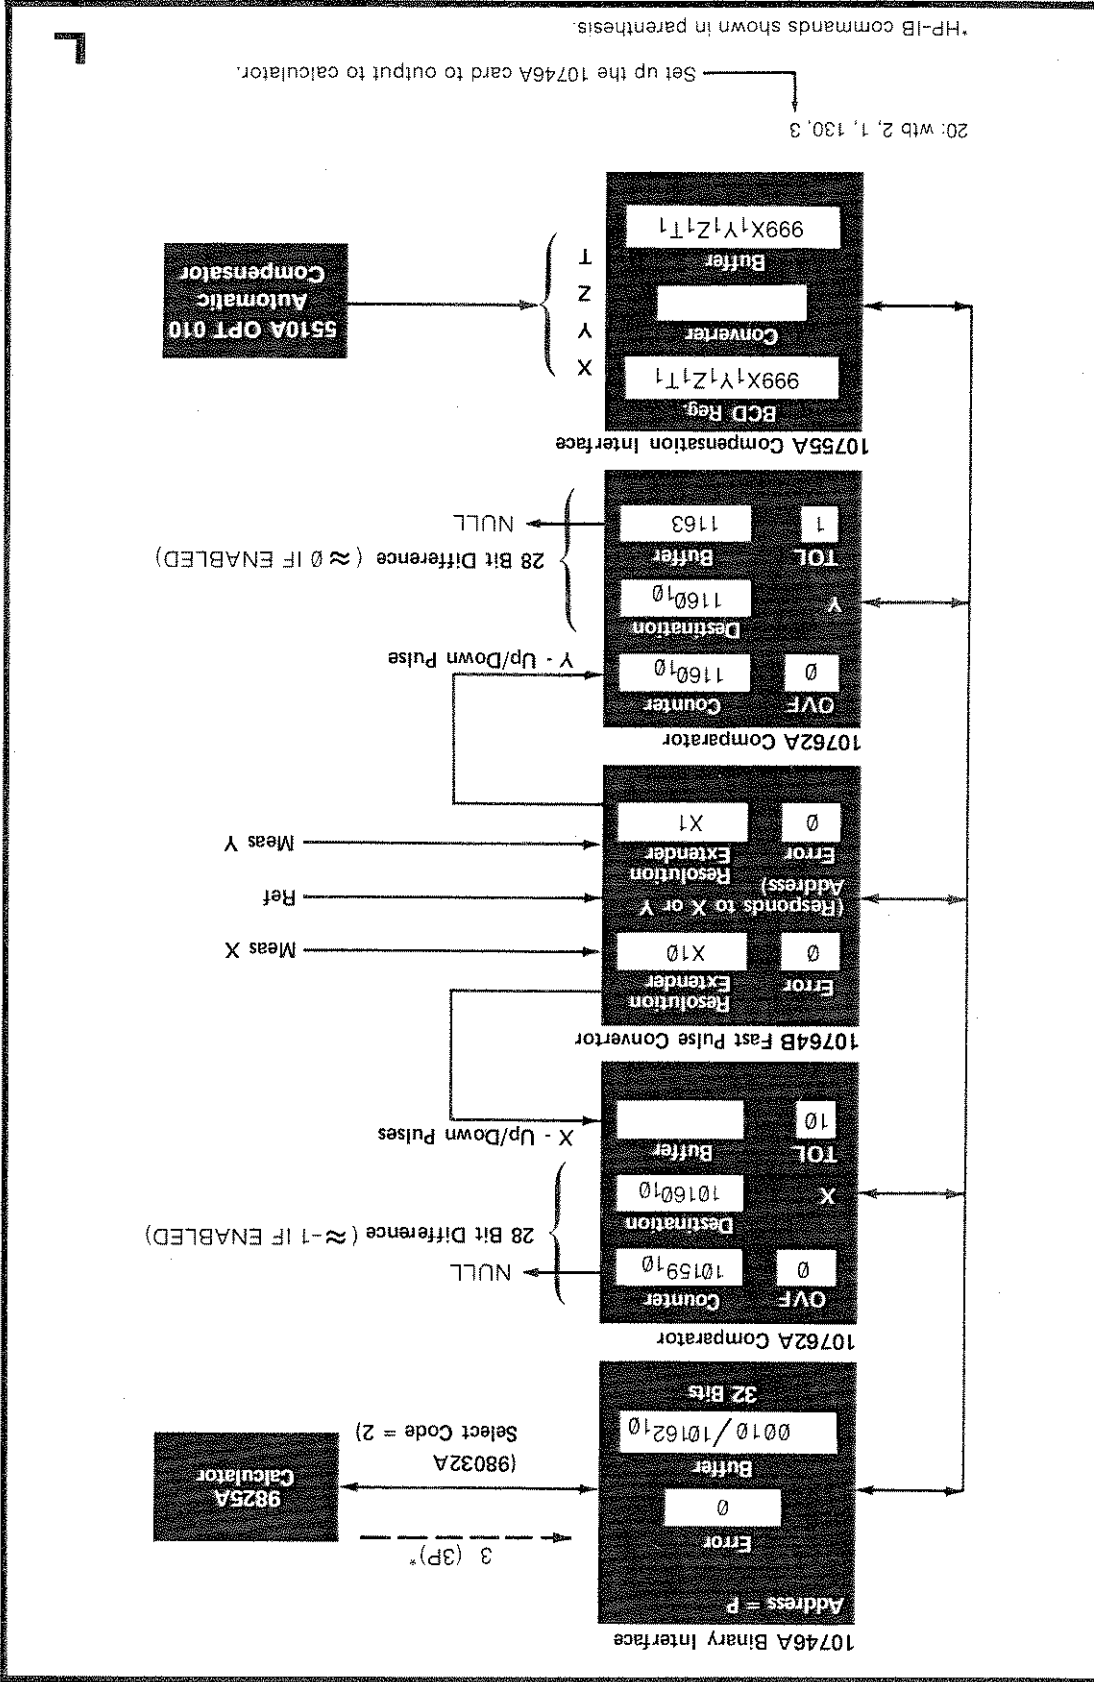 10746A Binary Interface
Address = P
Error
0
Buffer
0010/10162₁₀
32 Bits
3 (3P)*
(98032A
Select Code = 2)
9825A
Calculator
10762A Comparator
OVF
0
Counter
10159₁₀
NULL
X
Destination
10160₁₀
28 Bit Difference (≈-1 IF ENABLED)
TOL
10
Buffer
X - Up/Down Pulses
10764B Fast Pulse Convertor
Error
0
Resolution
Extender
X10
Meas X
(Responds to X or Y
Address)
Ref
Error
0
Resolution
Extender
X1
Meas Y
10762A Comparator
OVF
0
Counter
1160₁₀
Y - Up/Down Pulse
Y
Destination
1160₁₀
28 Bit Difference (≈0 IF ENABLED)
TOL
1
Buffer
1163
NULL
10755A Compensation Interface
BCD Reg.
999X₁Y₁Z₁T₁
Converter
Buffer
999X₁Y₁Z₁T₁
X
Y
Z
T
5510A OPT 010
Automatic
Compensator
20: wtb 2, 1, 130, 3
Set up the 10746A card to output to calculator.
*HP-IB commands shown in parenthesis.